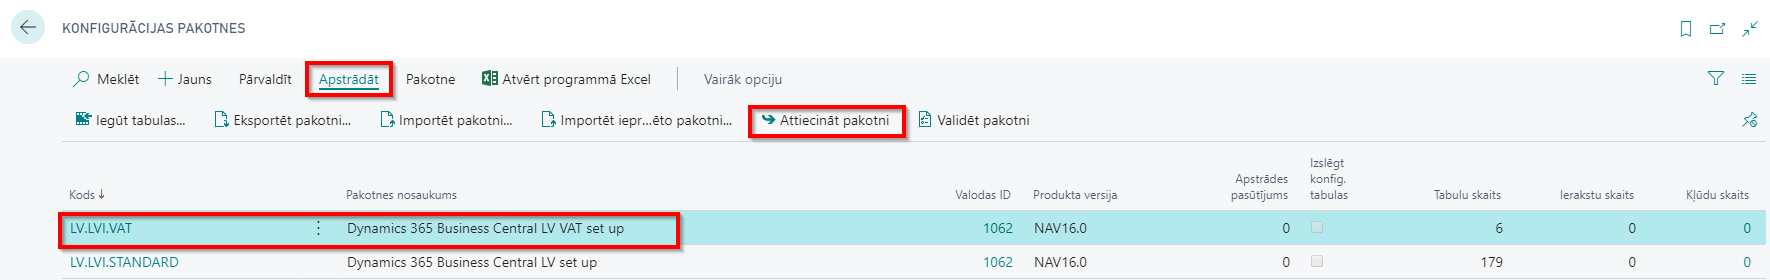 KONFIGURĀCIJAS PAKOTNES
Meklēt Jauns Pārvaldīt Apstrādāt Pakotne Atvērt programmā Excel Vairāk opciju
Iegūt tabulas... Eksportēt pakotni... Importēt pakotni... Importēt iepr...ēto pakotni... Attiecināt pakotni Validēt pakotni
Kods ↓ Pakotnes nosaukums Valodas ID Produkta versija Apstrādes pasūtījums Izslēgt konfig. tabulas Tabulu skaits Ierakstu skaits Kļūdu skaits
LV.LVI.VAT Dynamics 365 Business Central LV VAT set up 1062 NAV16.0 0 6 0 0
LV.LVI.STANDARD Dynamics 365 Business Central LV set up 1062 NAV16.0 0 179 0 0